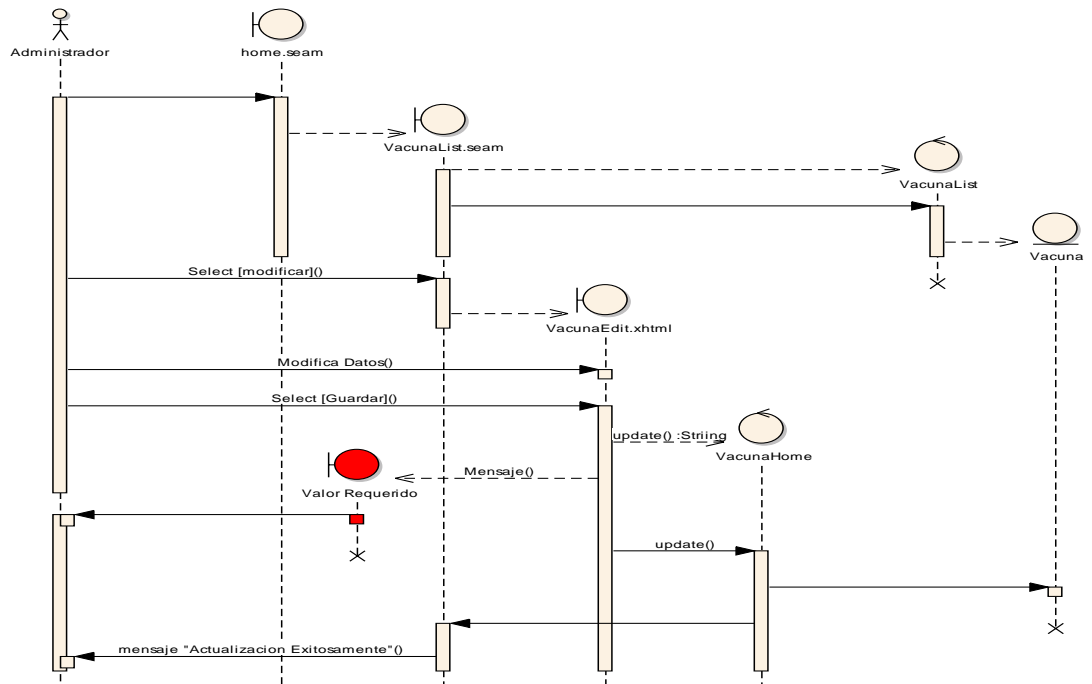 Administrador
home.seam
VacunaList.seam
VacunaList
Vacuna
Select [modificar]()
VacunaEdit.xhtml
Modifica Datos()
Select [Guardar]()
update() :Striing
VacunaHome
Mensaje()
Valor Requerido
update()
mensaje "Actualizacion Exitosamente"()